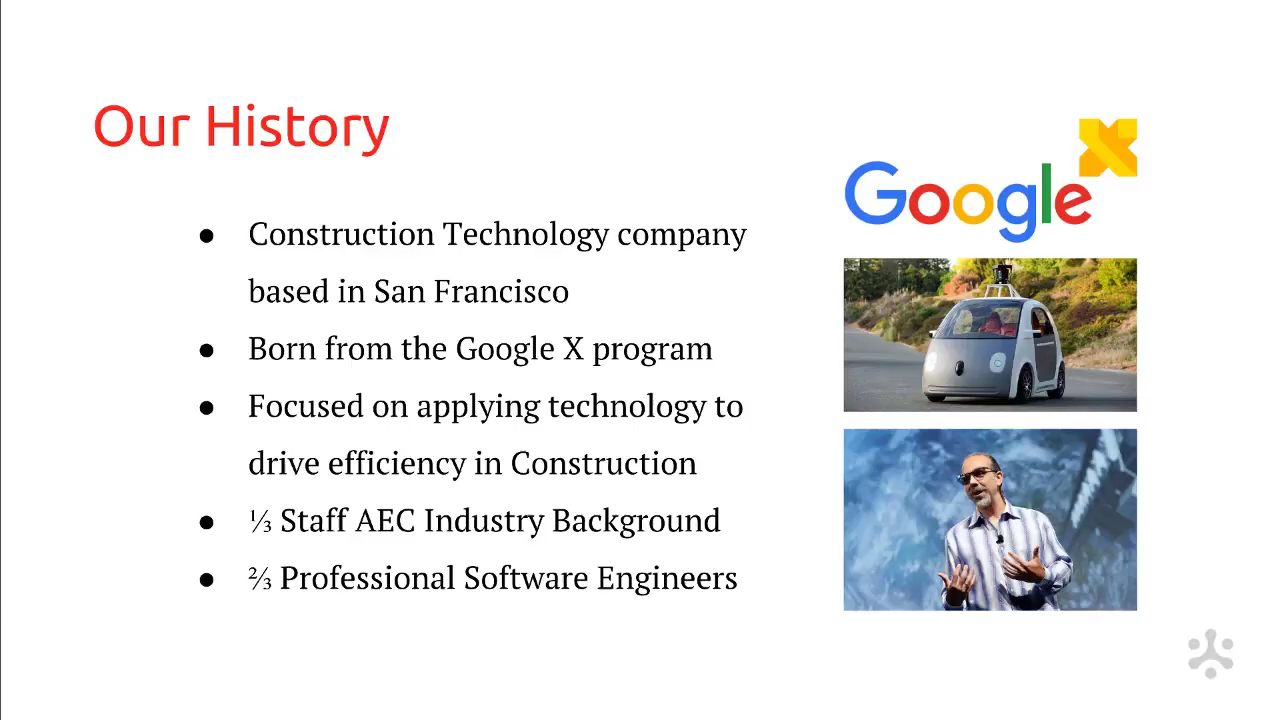 Our History
Google
● Construction Technology company
based in San Francisco
● Born from the Google X program
● Focused on applying technology to
drive efficiency in Construction
● ⅓ Staff AEC Industry Background
● ⅔ Professional Software Engineers